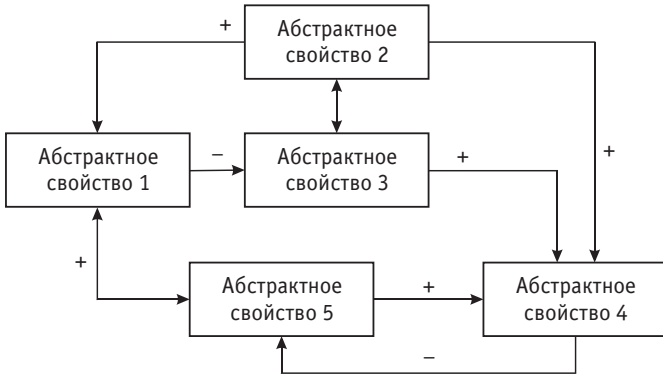 +
Абстрактное
свойство 2
Абстрактное
свойство 1
–
Абстрактное
свойство 3
+
+
+
Абстрактное
свойство 5
+
Абстрактное
свойство 4
–